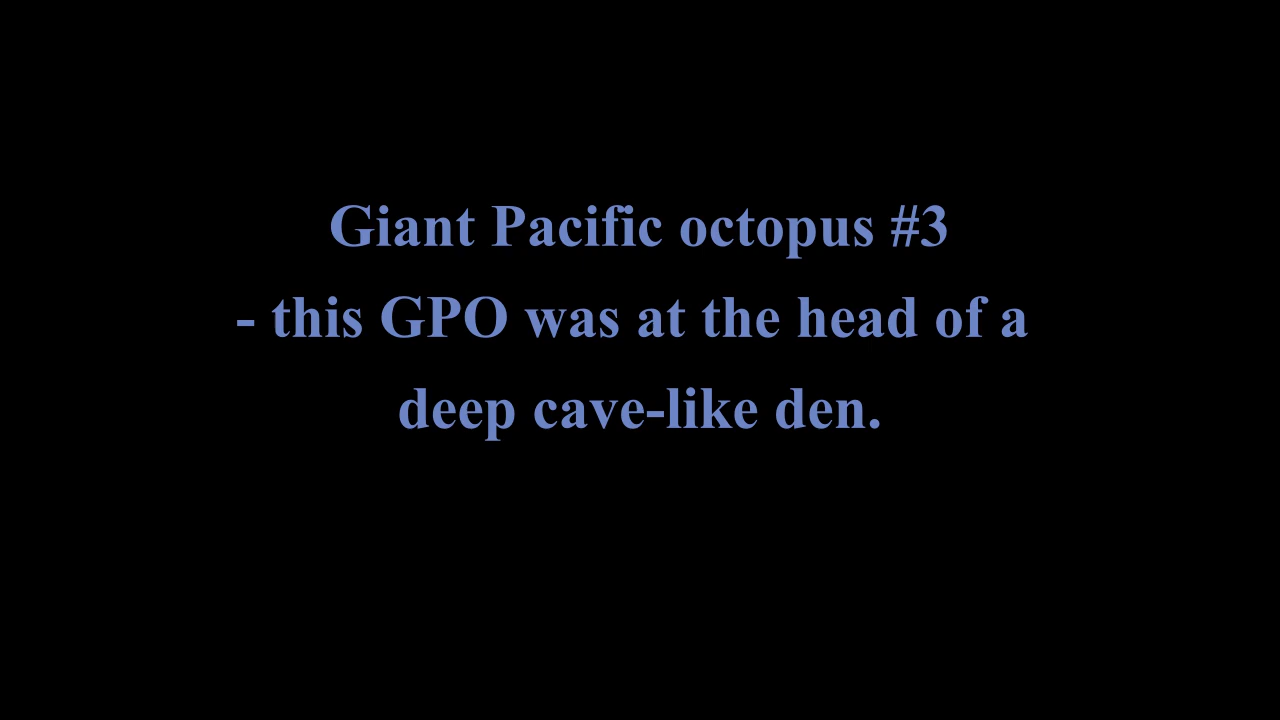 Giant Pacific octopus #3
- this GPO was at the head of a
deep cave-like den.